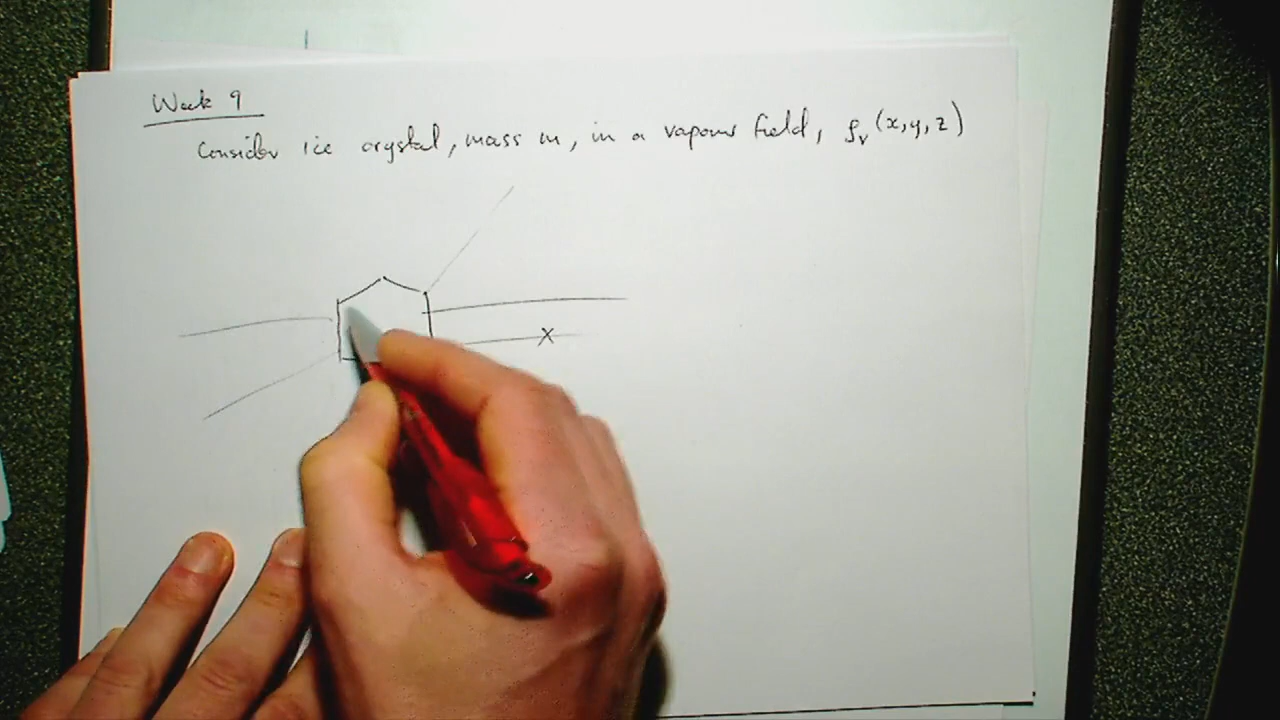 Week 9
Consider ice crystal, mass m, in a vapour field, ρᵥ(x,y,z)
X